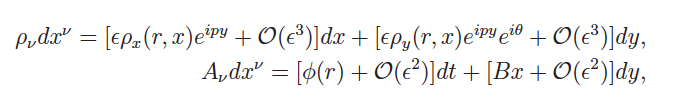 ρ_ν dx^ν = [ϵρ_x(r, x)e^{ipy} + 𝒪(ϵ^3)]dx + [ϵρ_y(r, x)e^{ipy}e^{iθ} + 𝒪(ϵ^3)]dy,
A_ν dx^ν = [ϕ(r) + 𝒪(ϵ^2)]dt + [Bx + 𝒪(ϵ^2)]dy,